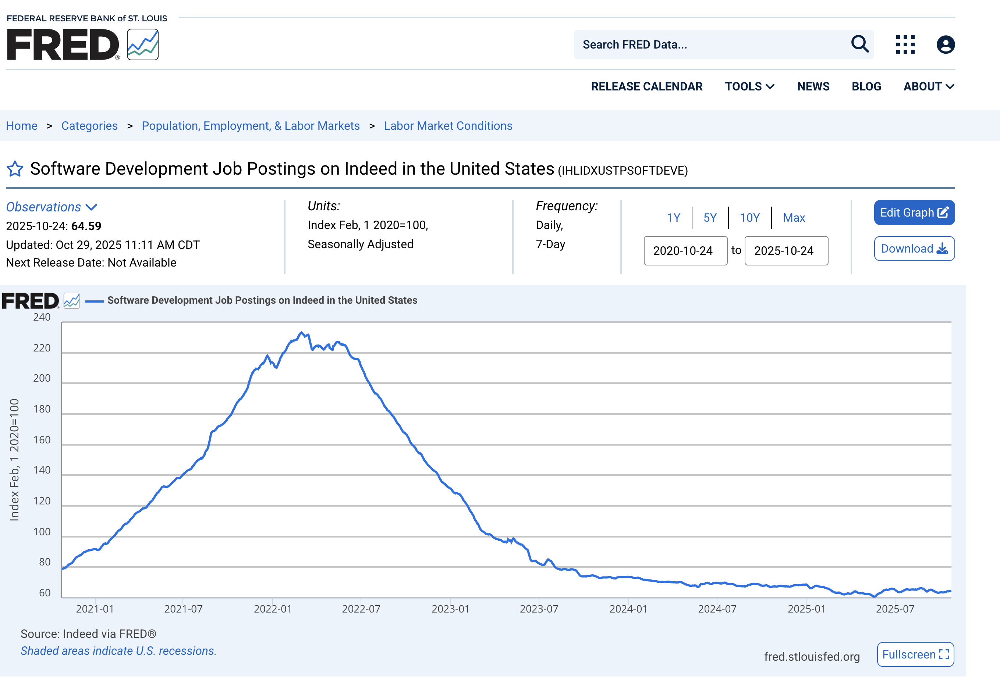 FEDERAL RESERVE BANK of ST. LOUIS
FRED®
Search FRED Data...
RELEASE CALENDAR TOOLS NEWS BLOG ABOUT
Home > Categories > Population, Employment, & Labor Markets > Labor Market Conditions
Software Development Job Postings on Indeed in the United States (IHLIDXUSTPSOFTDEVE)
Observations
2025-10-24: 64.59
Updated: Oct 29, 2025 11:11 AM CDT
Next Release Date: Not Available
Units:
Index Feb, 1 2020=100,
Seasonally Adjusted
Frequency:
Daily,
7-Day
1Y | 5Y | 10Y | Max
2020-10-24 to 2025-10-24
Edit Graph
Download
FRED Software Development Job Postings on Indeed in the United States
Index Feb, 1 2020=100
240
220
200
180
160
140
120
100
80
60
2021-01 2021-07 2022-01 2022-07 2023-01 2023-07 2024-01 2024-07 2025-01 2025-07
Source: Indeed via FRED®
Shaded areas indicate U.S. recessions.
fred.stlouisfed.org
Fullscreen